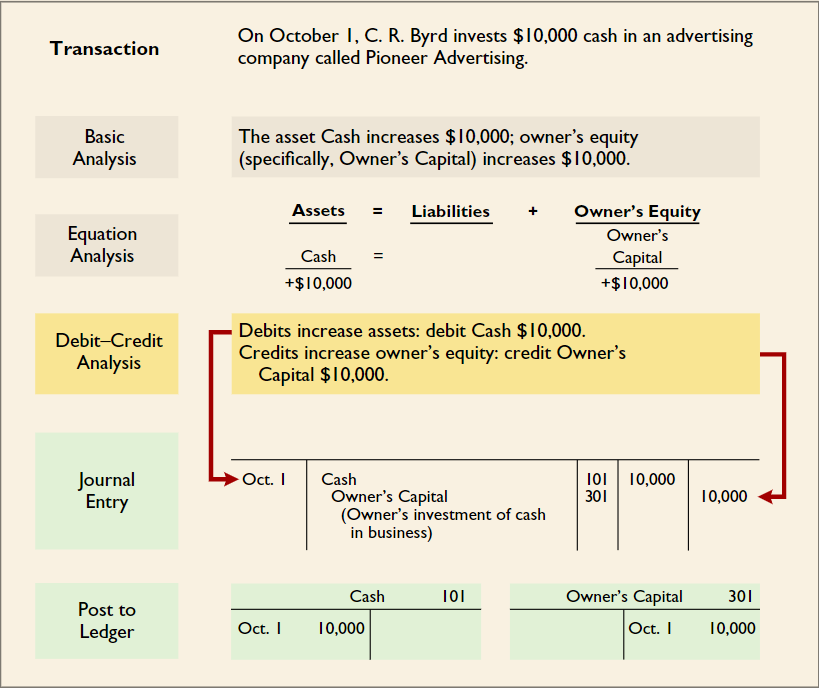 Transaction
On October 1, C. R. Byrd invests $10,000 cash in an advertising
company called Pioneer Advertising.
Basic
Analysis
The asset Cash increases $10,000; owner's equity
(specifically, Owner's Capital) increases $10,000.
Equation
Analysis
Assets = Liabilities + Owner's Equity
Owner's
Cash = Capital
+$10,000 +$10,000
Debit–Credit
Analysis
Debits increase assets: debit Cash $10,000.
Credits increase owner's equity: credit Owner's
Capital $10,000.
Journal
Entry
Oct. 1 Cash 101 10,000
Owner's Capital 301 10,000
(Owner's investment of cash
in business)
Post to
Ledger
Cash 101
Oct. 1 10,000
Owner's Capital 301
Oct. 1 10,000